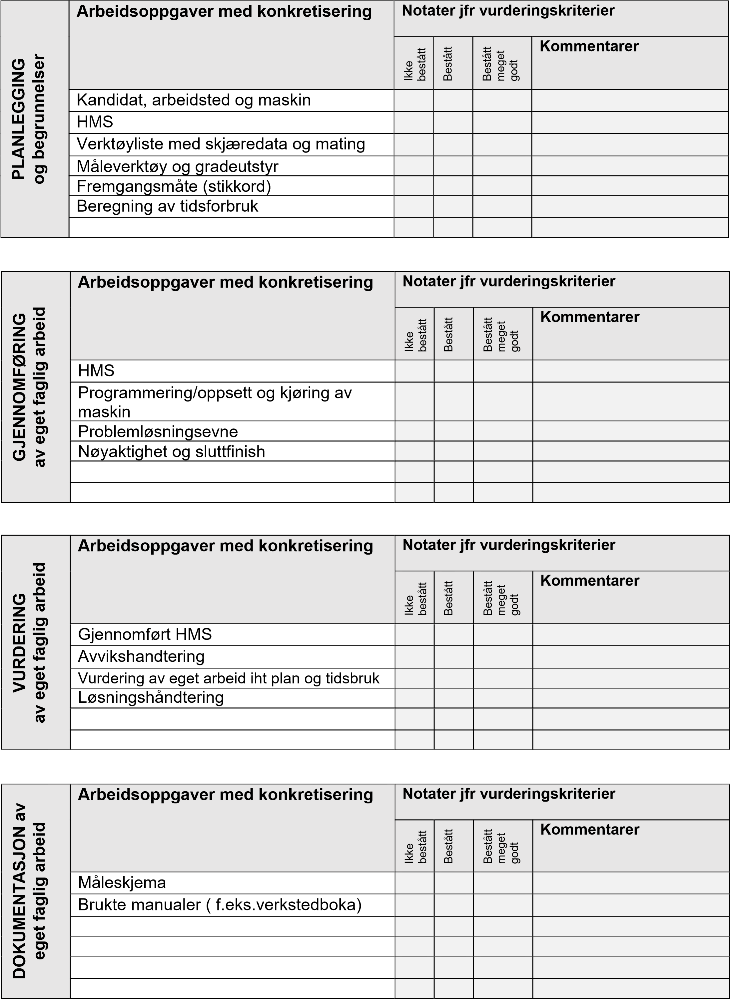 PLANLEGGING
og begrunnelser
Arbeidsoppgaver med konkretisering
Notater jfr vurderingskriterier
Ikke
bestått
Bestått
Bestått
meget
godt
Kommentarer
Kandidat, arbeidsted og maskin
HMS
Verktøyliste med skjæredata og mating
Måleverktøy og gradeutstyr
Fremgangsmåte (stikkord)
Beregning av tidsforbruk
GJENNOMFØRING
av eget faglig arbeid
Arbeidsoppgaver med konkretisering
Notater jfr vurderingskriterier
Ikke
bestått
Bestått
Bestått
meget
godt
Kommentarer
HMS
Programmering/oppsett og kjøring av
maskin
Problemløsningsevne
Nøyaktighet og sluttfinish
VURDERING
av eget faglig arbeid
Arbeidsoppgaver med konkretisering
Notater jfr vurderingskriterier
Ikke
bestått
Bestått
Bestått
meget
godt
Kommentarer
Gjennomført HMS
Avvikshandtering
Vurdering av eget arbeid iht plan og tidsbruk
Løsningshåndtering
DOKUMENTASJON av
eget faglig arbeid
Arbeidsoppgaver med konkretisering
Notater jfr vurderingskriterier
Ikke
bestått
Bestått
Bestått
meget
godt
Kommentarer
Måleskjema
Brukte manualer ( f.eks.verkstedboka)